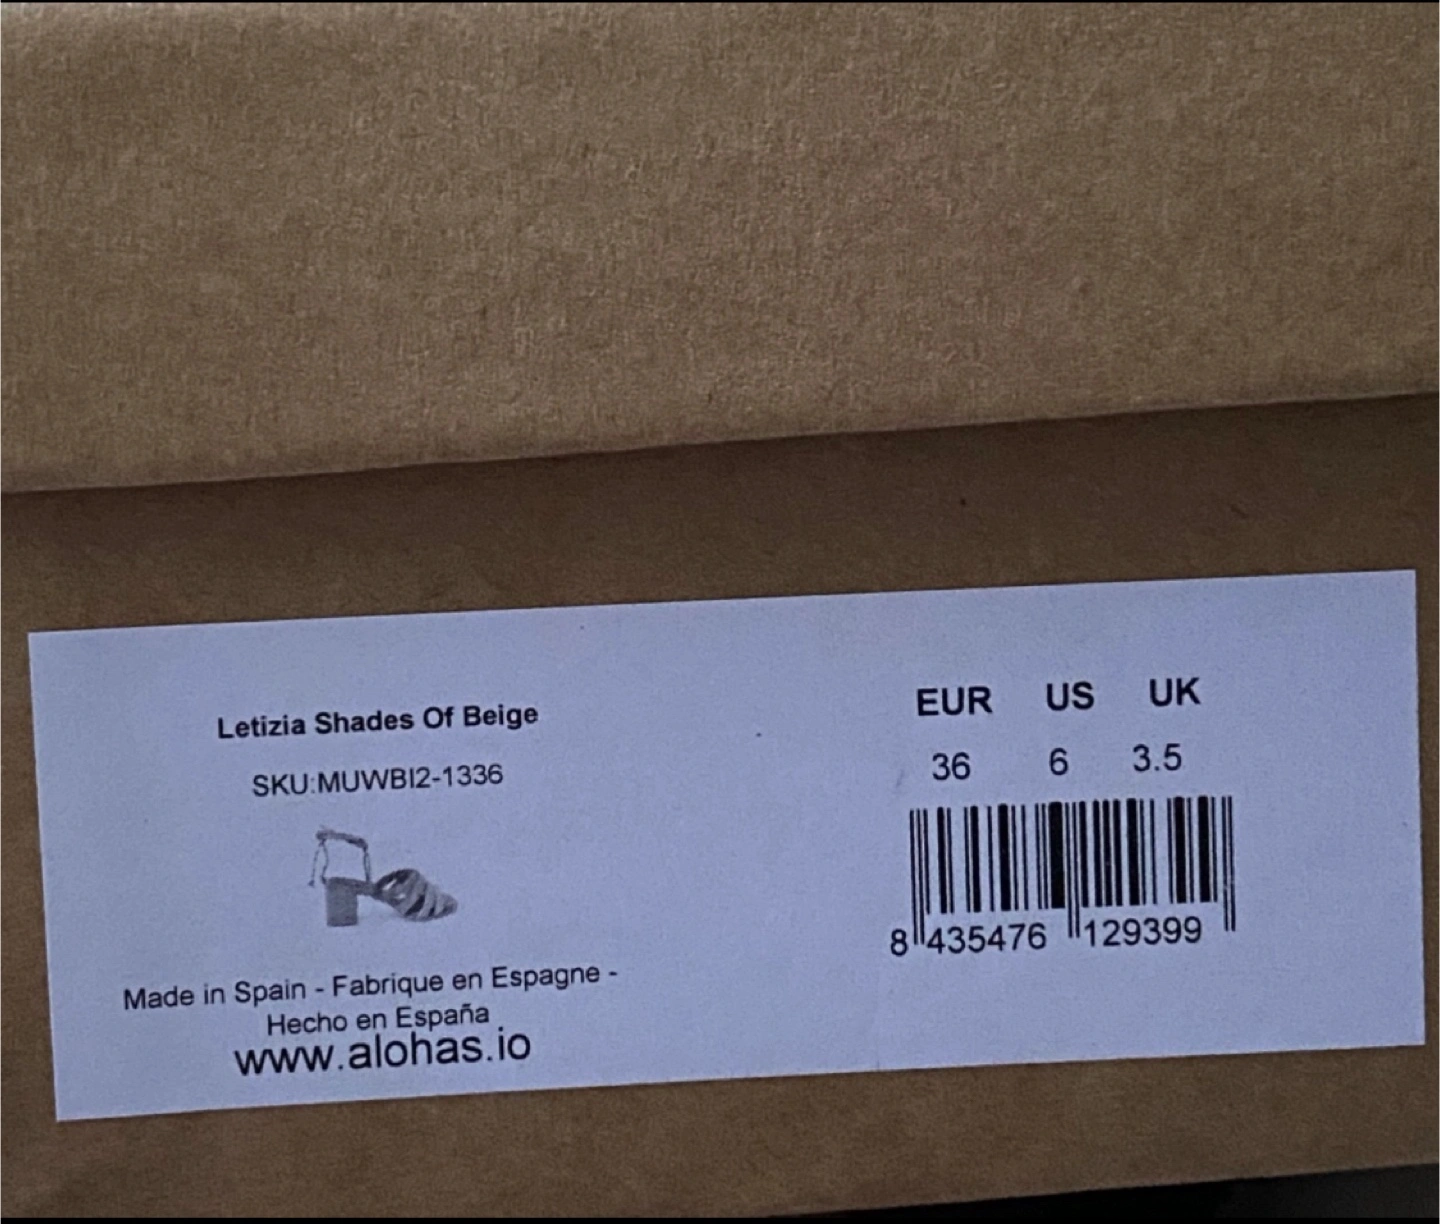 Letizia Shades Of Beige
SKU:MUWBI2-1336
Made in Spain - Fabrique en Espagne -
Hecho en España
www.alohas.io
EUR US UK
36 6 3.5
8 435476 129399